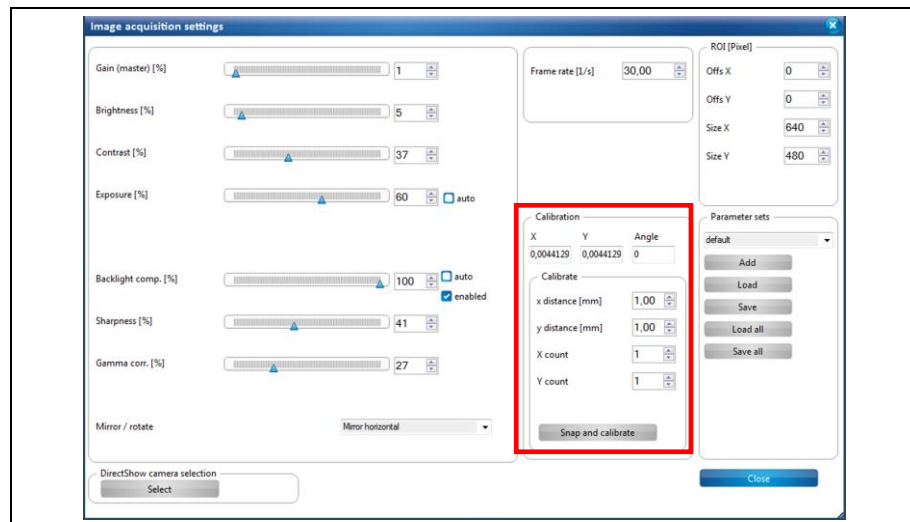 Image acquisition settings
Gain (master) [%]
1
Brightness [%]
5
Contrast [%]
37
Exposure [%]
60
auto
Backlight comp. [%]
100
auto
enabled
Sharpness [%]
41
Gamma corr. [%]
27
Mirror / rotate
Mirror horizontal
DirectShow camera selection
Select
Frame rate [1/s]
30,00
Calibration
X Y Angle
0,0044129 0,0044129 0
Calibrate
x distance [mm] 1,00
y distance [mm] 1,00
X count 1
Y count 1
Snap and calibrate
ROI [Pixel]
Offs X 0
Offs Y 0
Size X 640
Size Y 480
Parameter sets
default
Add
Load
Save
Load all
Save all
Close